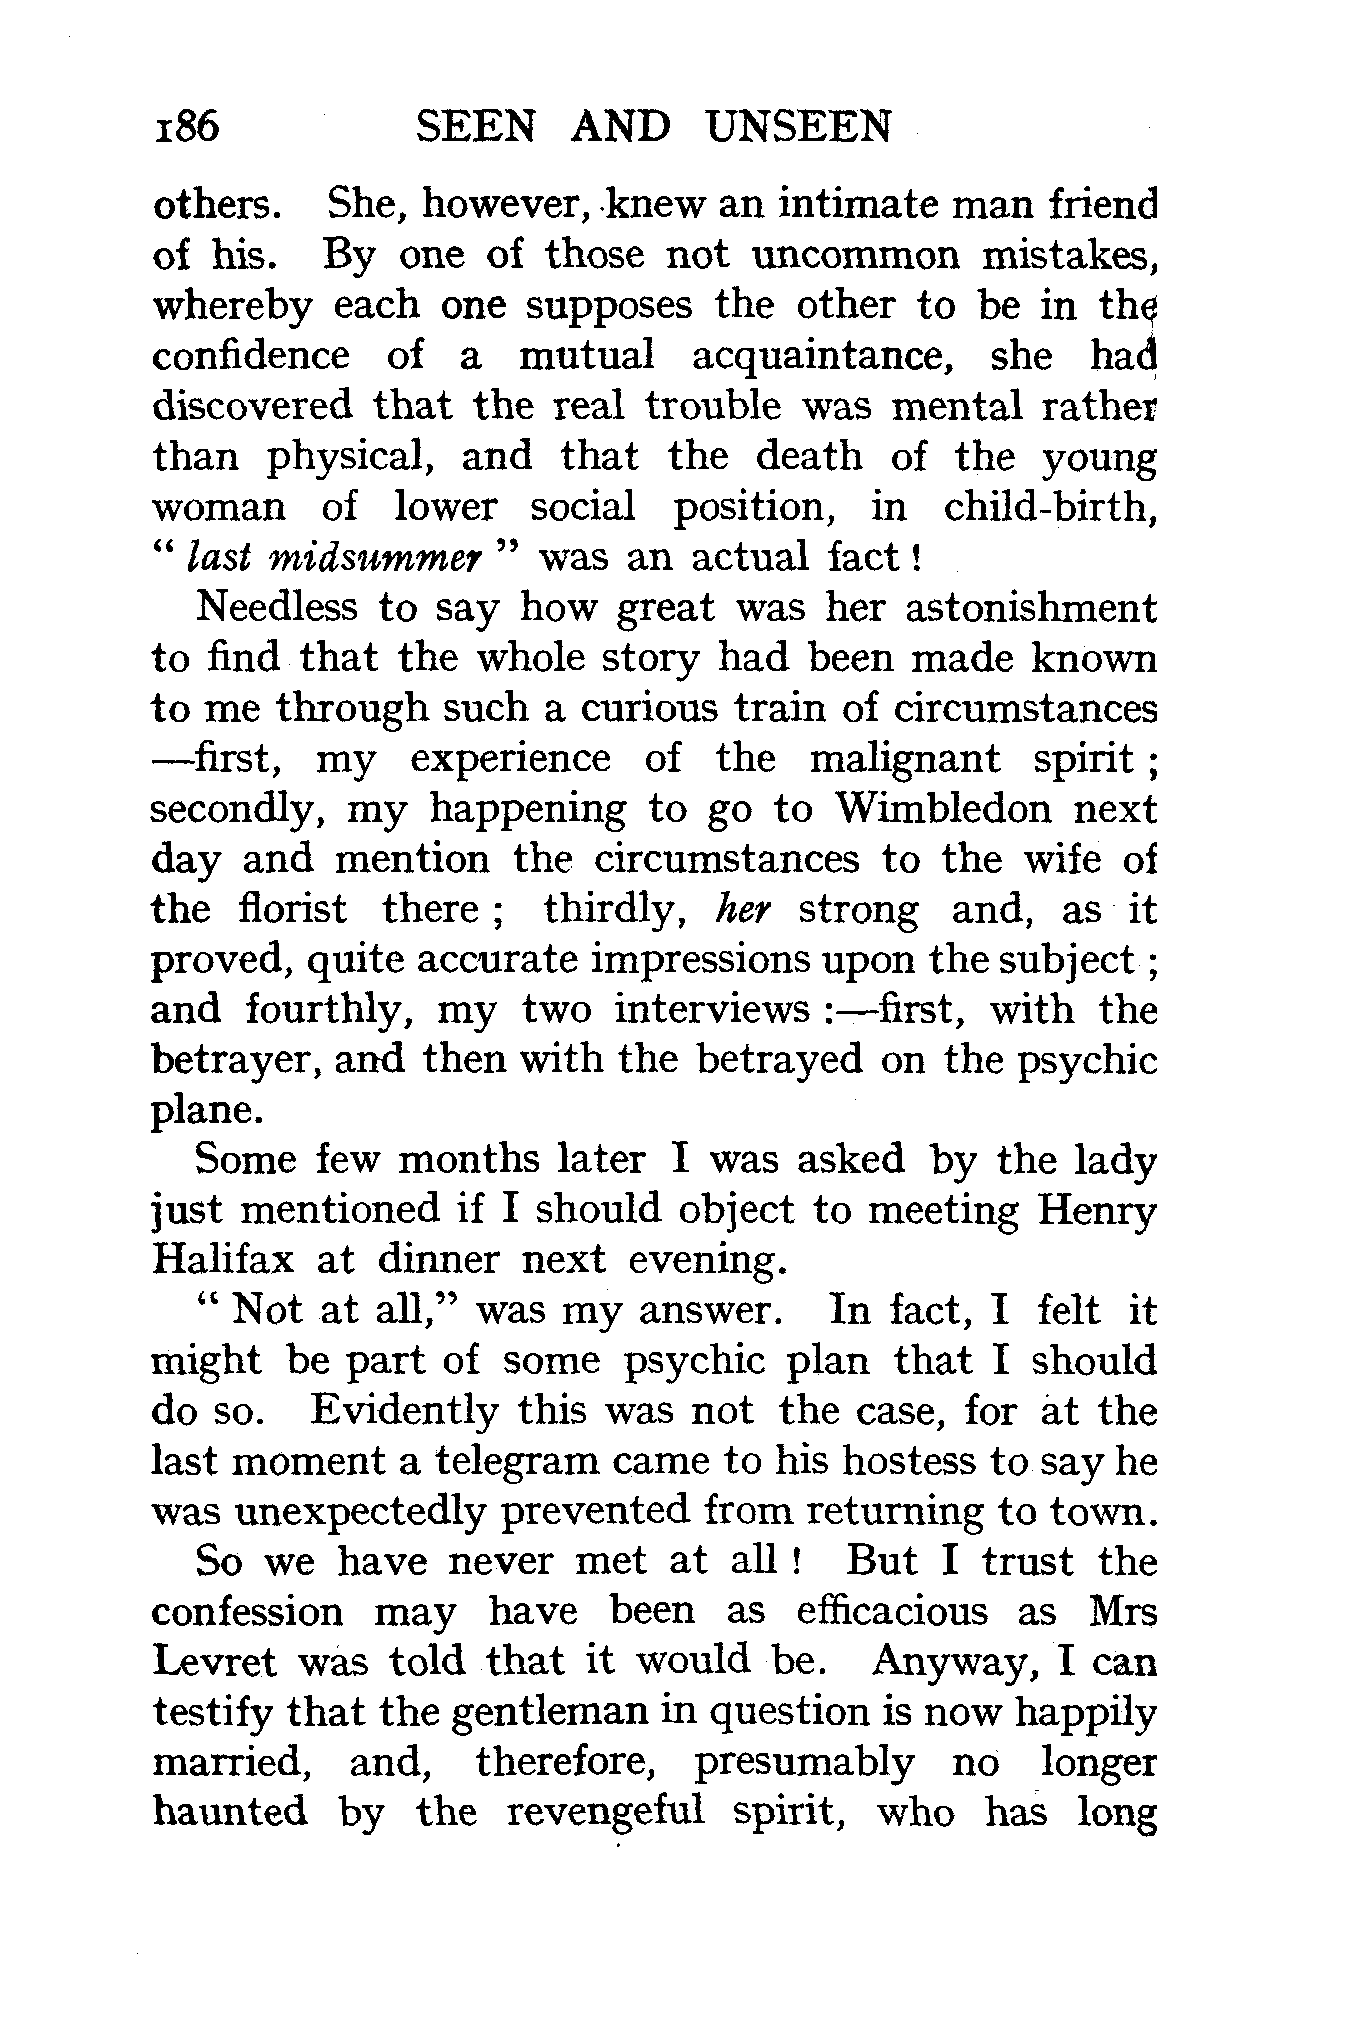 186 SEEN AND UNSEEN
others. She, however, knew an intimate man friend
of his. By one of those not uncommon mistakes,
whereby each one supposes the other to be in the
confidence of a mutual acquaintance, she had
discovered that the real trouble was mental rather
than physical, and that the death of the young
woman of lower social position, in child-birth,
“ last midsummer ” was an actual fact !
Needless to say how great was her astonishment
to find that the whole story had been made known
to me through such a curious train of circumstances
—first, my experience of the malignant spirit ;
secondly, my happening to go to Wimbledon next
day and mention the circumstances to the wife of
the florist there ; thirdly, her strong and, as it
proved, quite accurate impressions upon the subject ;
and fourthly, my two interviews :—first, with the
betrayer, and then with the betrayed on the psychic
plane.
Some few months later I was asked by the lady
just mentioned if I should object to meeting Henry
Halifax at dinner next evening.
“ Not at all,” was my answer. In fact, I felt it
might be part of some psychic plan that I should
do so. Evidently this was not the case, for at the
last moment a telegram came to his hostess to say he
was unexpectedly prevented from returning to town.
So we have never met at all ! But I trust the
confession may have been as efficacious as Mrs
Levret was told that it would be. Anyway, I can
testify that the gentleman in question is now happily
married, and, therefore, presumably no longer
haunted by the revengeful spirit, who has long